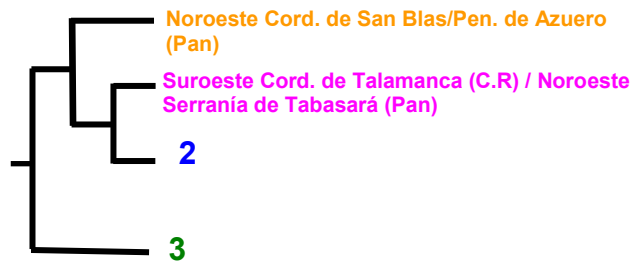 Noroeste Cord. de San Blas/Pen. de Azuero
(Pan)
Suroeste Cord. de Talamanca (C.R) / Noroeste
Serranía de Tabasará (Pan)
2
3